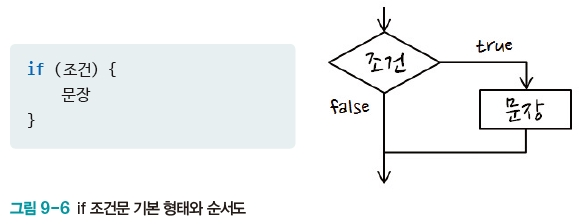 if (조건) {
문장
}
조건
true
false
문장
그림 9-6 if 조건문 기본 형태와 순서도